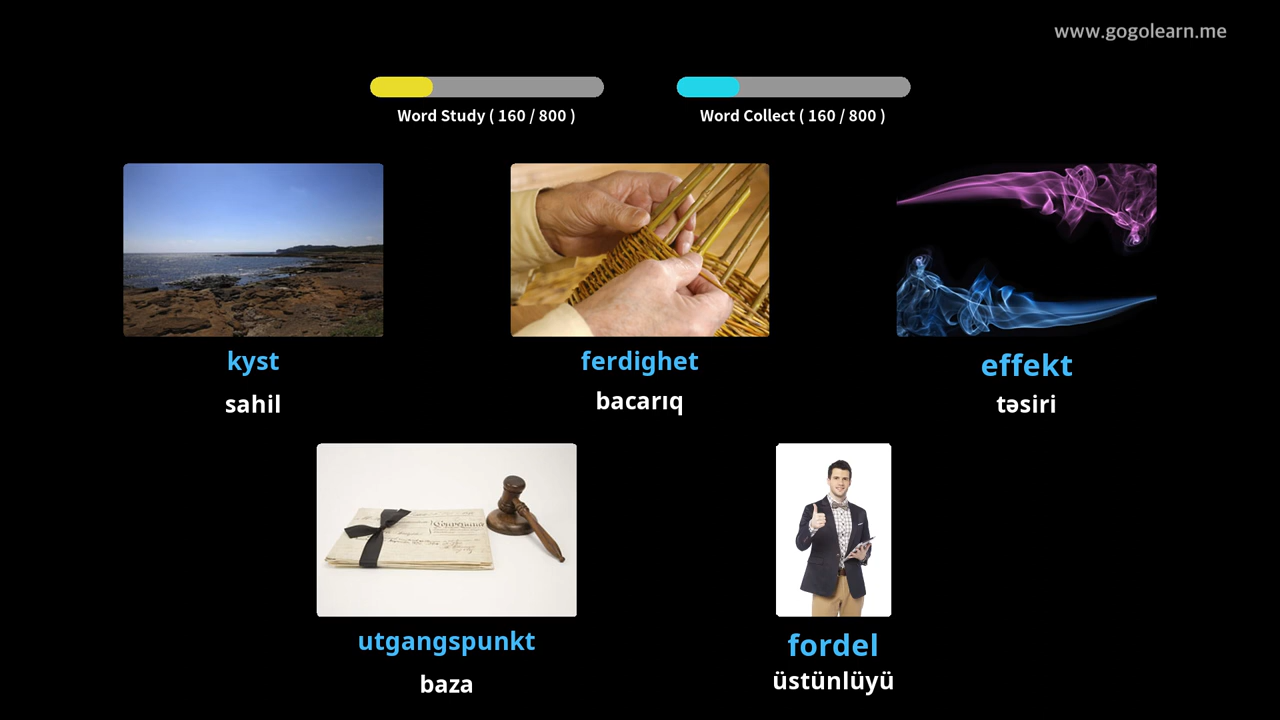 www.gogolearn.me
Word Study ( 160 / 800 )
Word Collect ( 160 / 800 )
kyst
ferdighet
effekt
sahil
bacarıq
təsiri
utgangspunkt
fordel
baza
üstünlüyü